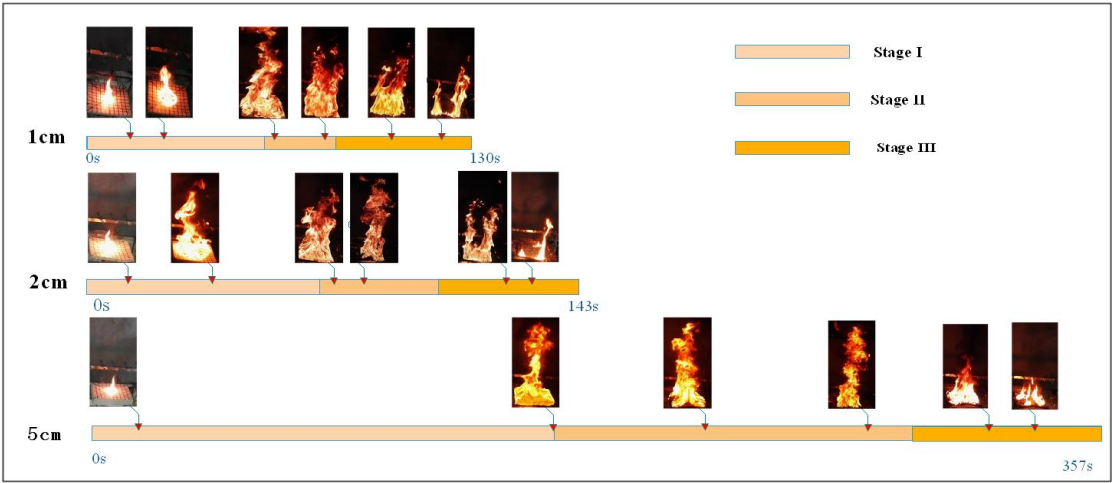 Stage I
Stage II
Stage III
1cm
0s
130s
2cm
0s
143s
5cm
0s
357s